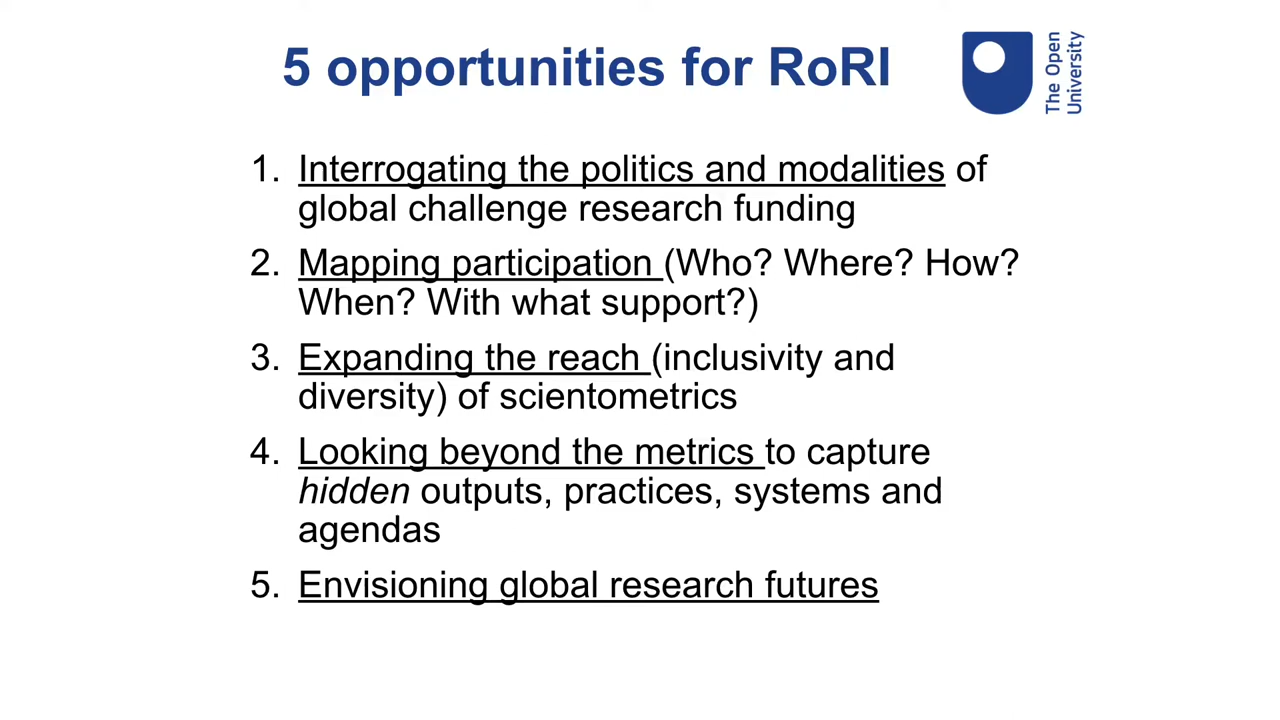 5 opportunities for RoRI
The Open
University
1. Interrogating the politics and modalities of
global challenge research funding
2. Mapping participation (Who? Where? How?
When? With what support?)
3. Expanding the reach (inclusivity and
diversity) of scientometrics
4. Looking beyond the metrics to capture
hidden outputs, practices, systems and
agendas
5. Envisioning global research futures